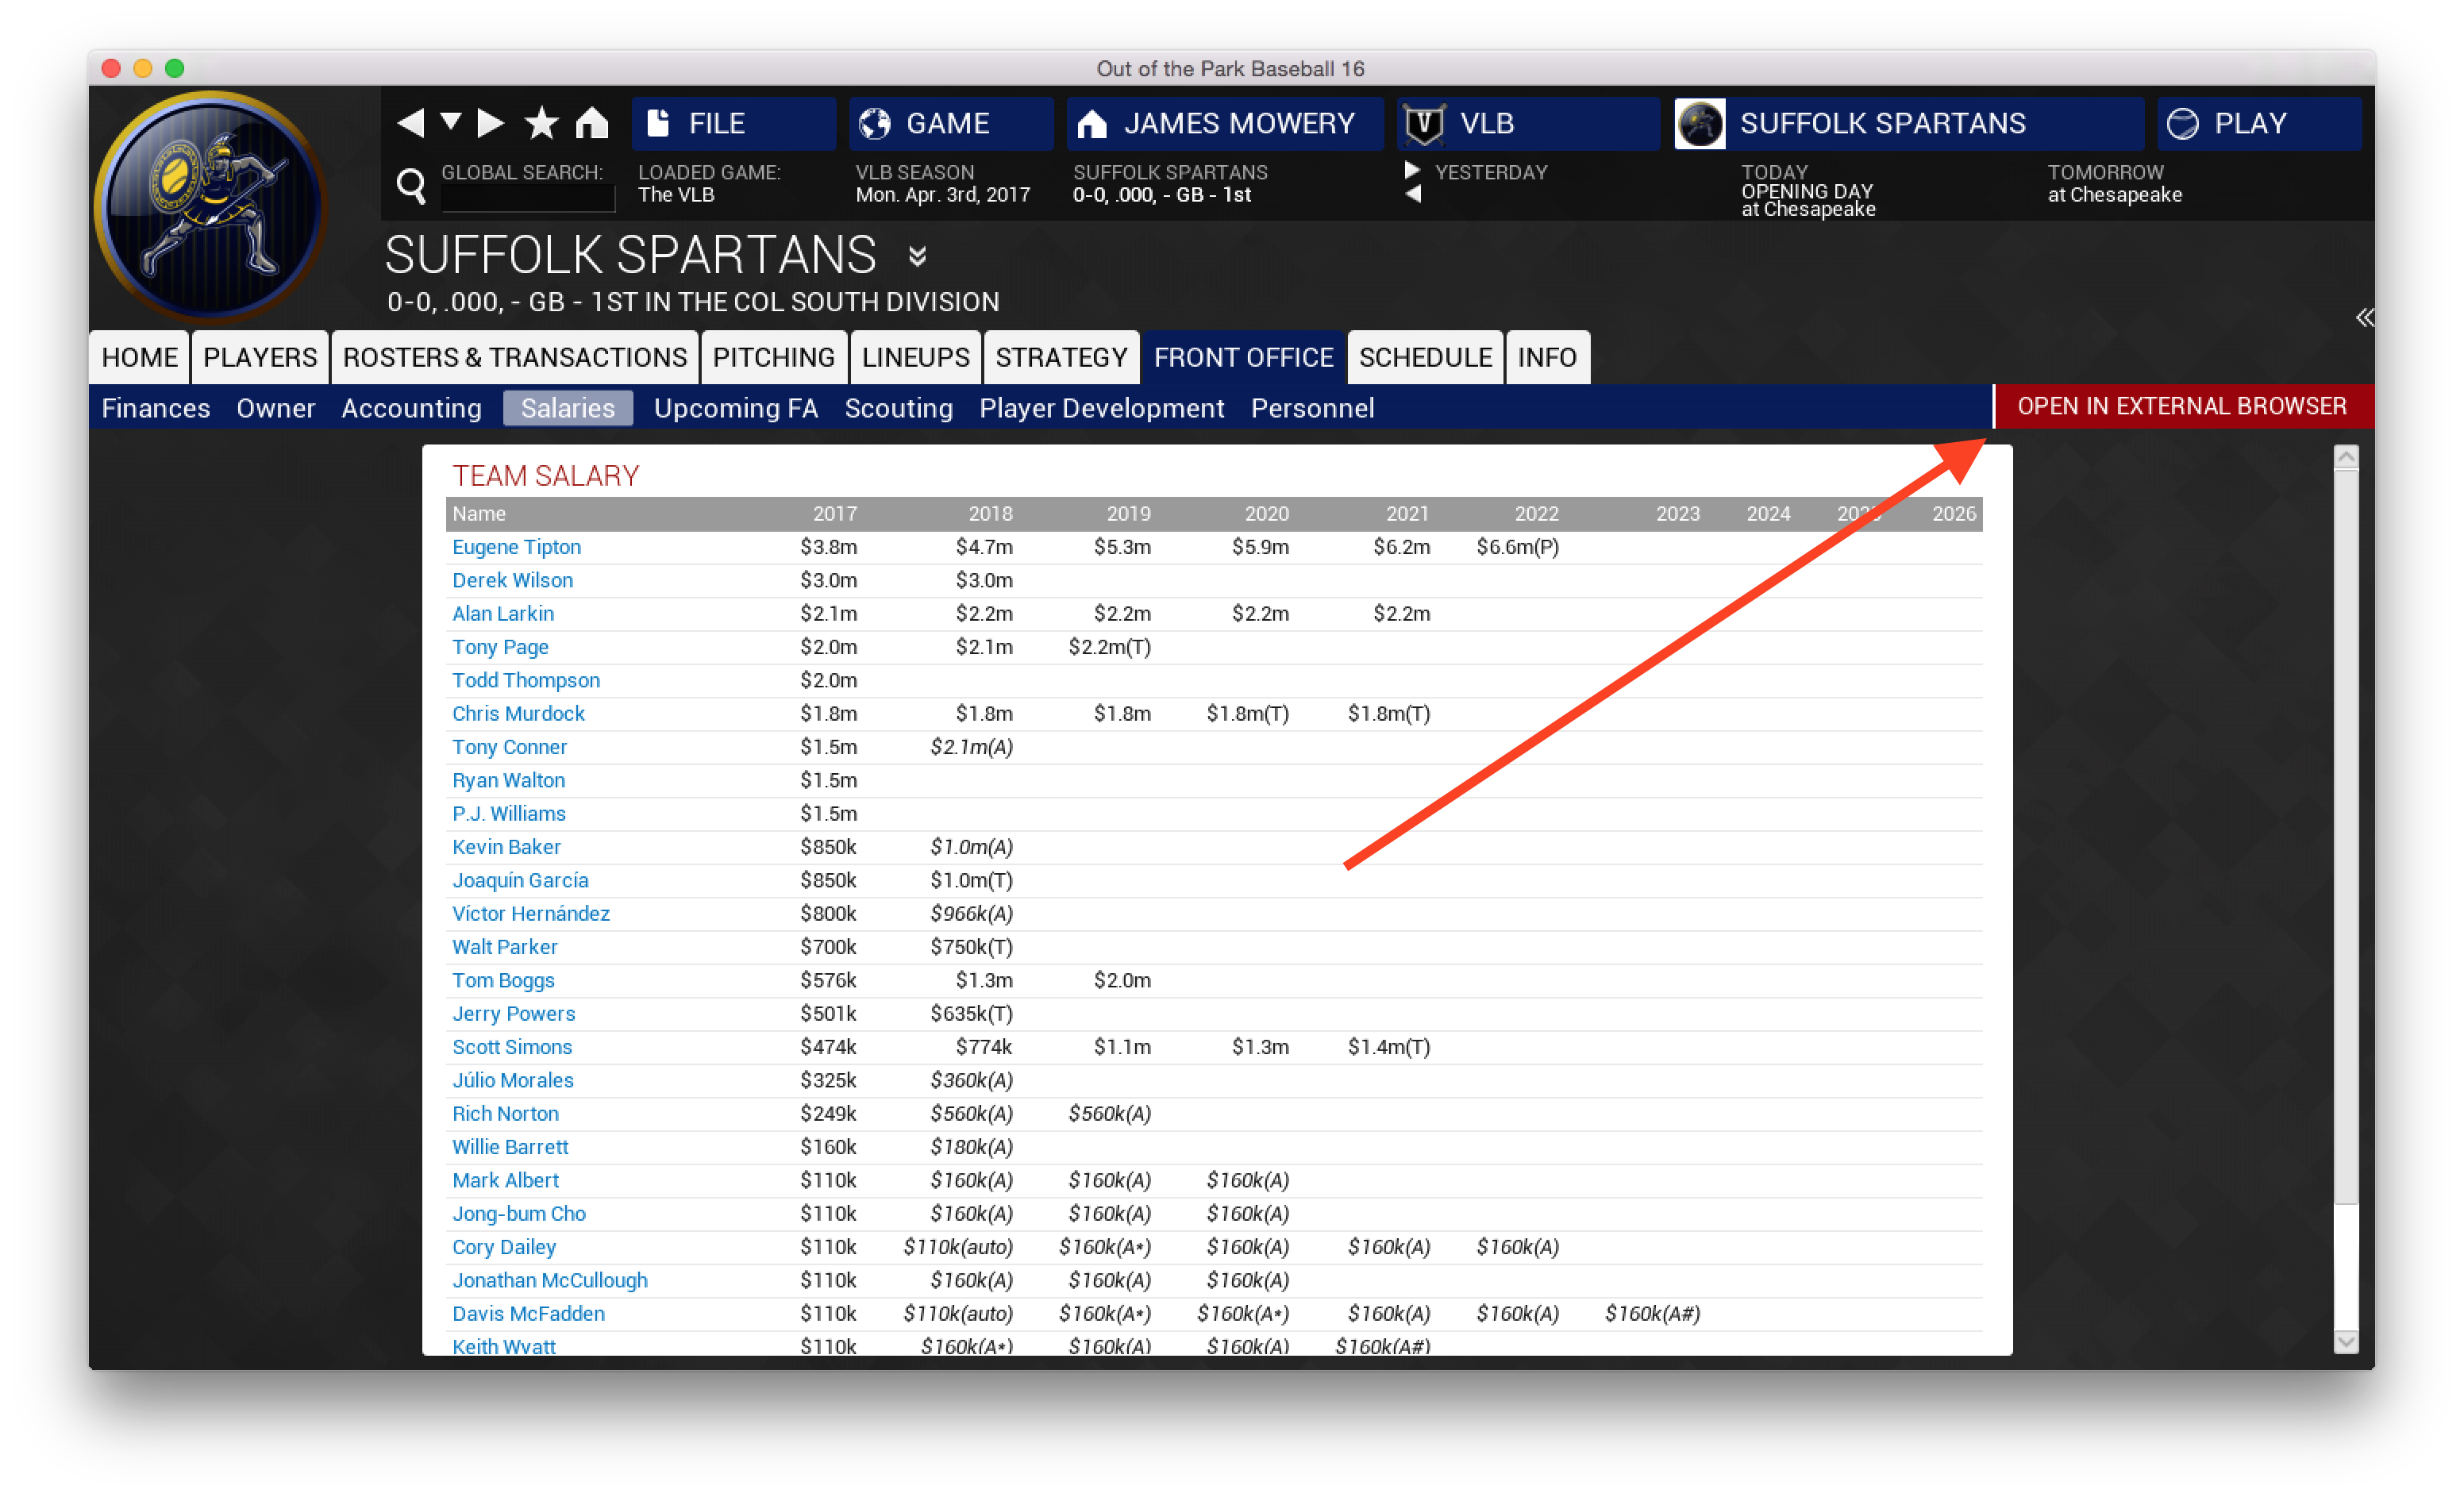 Out of the Park Baseball 16
FILE GAME JAMES MOWERY VLB SUFFOLK SPARTANS PLAY
GLOBAL SEARCH: LOADED GAME: VLB SEASON SUFFOLK SPARTANS YESTERDAY TODAY TOMORROW
The VLB Mon. Apr. 3rd, 2017 0-0, .000, - GB - 1st OPENING DAY at Chesapeake
at Chesapeake
SUFFOLK SPARTANS
0-0, .000, - GB - 1ST IN THE COL SOUTH DIVISION
HOME PLAYERS ROSTERS & TRANSACTIONS PITCHING LINEUPS STRATEGY FRONT OFFICE SCHEDULE INFO
Finances Owner Accounting Salaries Upcoming FA Scouting Player Development Personnel OPEN IN EXTERNAL BROWSER
TEAM SALARY
Name 2017 2018 2019 2020 2021 2022 2023 2024 2026
Eugene Tipton $3.8m $4.7m $5.3m $5.9m $6.2m $6.6m(P)
Derek Wilson $3.0m $3.0m
Alan Larkin $2.1m $2.2m $2.2m $2.2m $2.2m
Tony Page $2.0m $2.1m $2.2m(T)
Todd Thompson $2.0m
Chris Murdock $1.8m $1.8m $1.8m $1.8m(T) $1.8m(T)
Tony Conner $1.5m $2.1m(A)
Ryan Walton $1.5m
P.J. Williams $1.5m
Kevin Baker $850k $1.0m(A)
Joaquín García $850k $1.0m(T)
Víctor Hernández $800k $966k(A)
Walt Parker $700k $750k(T)
Tom Boggs $576k $1.3m $2.0m
Jerry Powers $501k $635k(T)
Scott Simons $474k $774k $1.1m $1.3m $1.4m(T)
Júlio Morales $325k $360k(A)
Rich Norton $249k $560k(A) $560k(A)
Willie Barrett $160k $180k(A)
Mark Albert $110k $160k(A) $160k(A) $160k(A)
Jong-bum Cho $110k $160k(A) $160k(A) $160k(A)
Cory Dailey $110k $110k(auto) $160k(A*) $160k(A) $160k(A) $160k(A)
Jonathan McCullough $110k $160k(A) $160k(A) $160k(A)
Davis McFadden $110k $110k(auto) $160k(A*) $160k(A*) $160k(A) $160k(A) $160k(A#)
Keith Wyatt $110k $160k(A*) $160k(A) $160k(A) $160k(A#)